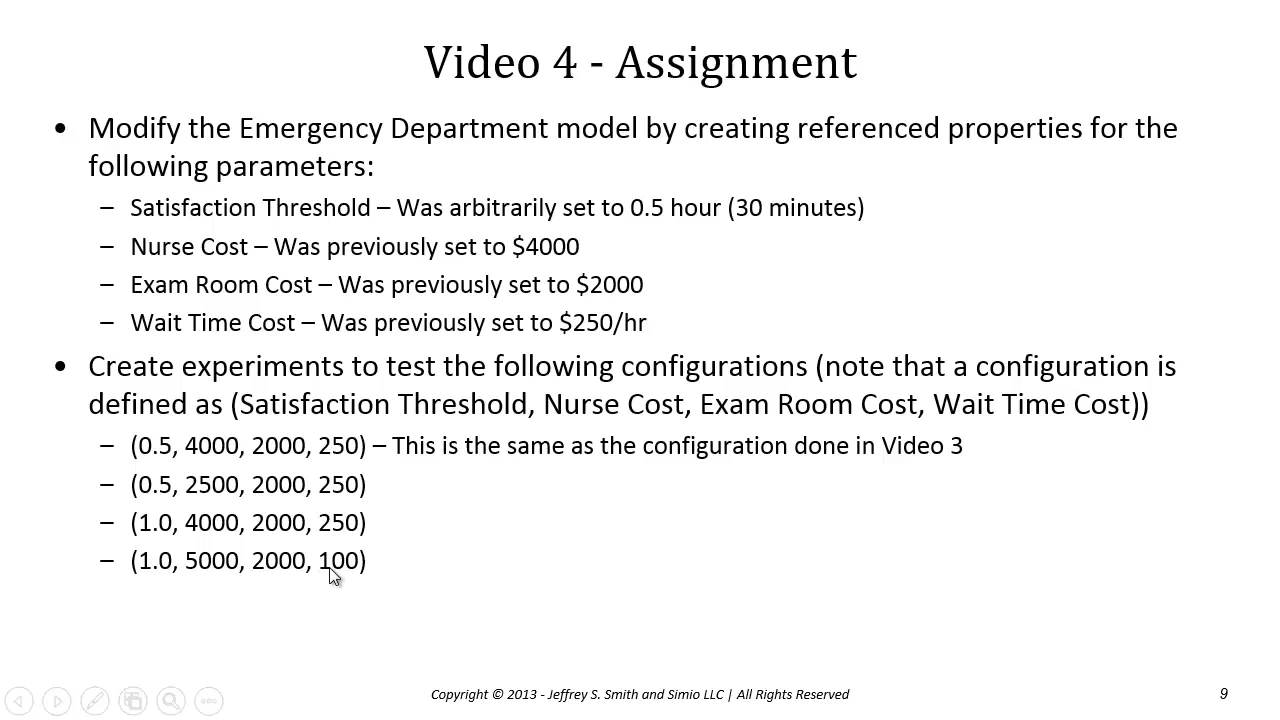 Video 4 - Assignment
• Modify the Emergency Department model by creating referenced properties for the
following parameters:
– Satisfaction Threshold – Was arbitrarily set to 0.5 hour (30 minutes)
– Nurse Cost – Was previously set to $4000
– Exam Room Cost – Was previously set to $2000
– Wait Time Cost – Was previously set to $250/hr
• Create experiments to test the following configurations (note that a configuration is
defined as (Satisfaction Threshold, Nurse Cost, Exam Room Cost, Wait Time Cost))
– (0.5, 4000, 2000, 250) – This is the same as the configuration done in Video 3
– (0.5, 2500, 2000, 250)
– (1.0, 4000, 2000, 250)
– (1.0, 5000, 2000, 100)
Copyright © 2013 - Jeffrey S. Smith and Simio LLC | All Rights Reserved
9